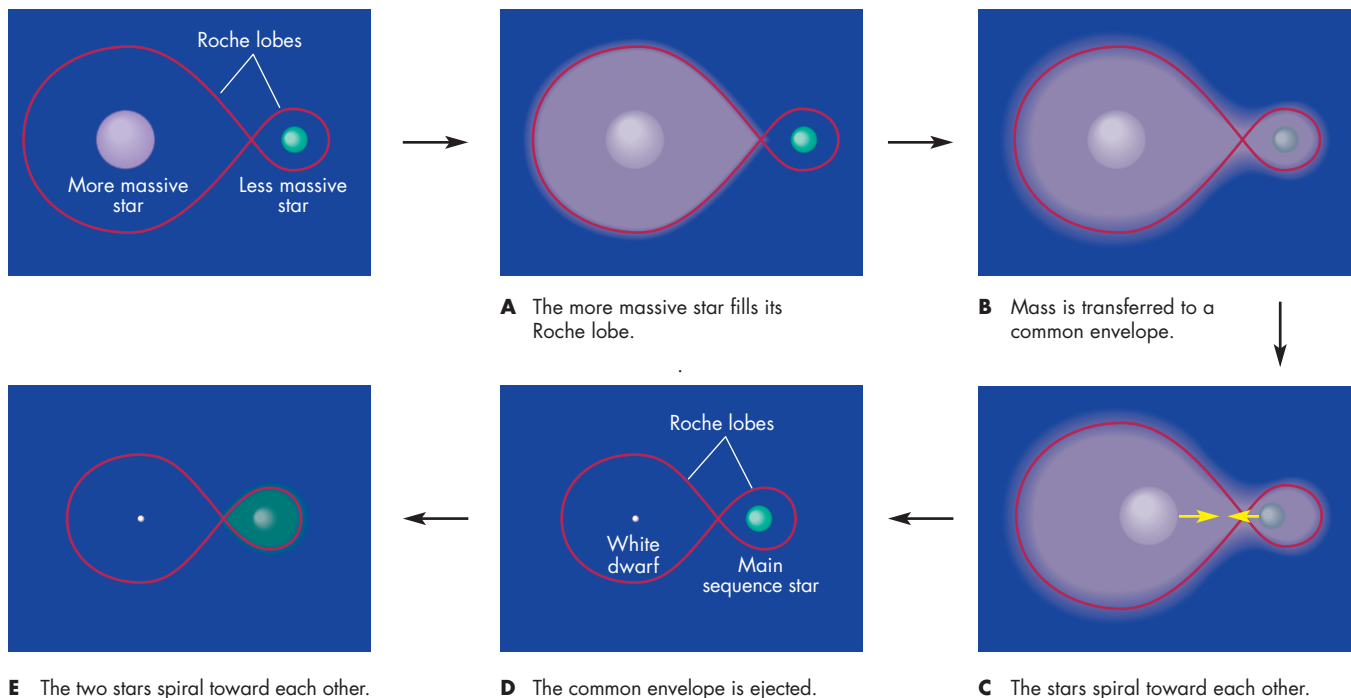 Roche lobes
More massive
star
Less massive
star
A The more massive star fills its
Roche lobe.
B Mass is transferred to a
common envelope.
C The stars spiral toward each other.
Roche lobes
White
dwarf
Main
sequence star
D The common envelope is ejected.
E The two stars spiral toward each other.